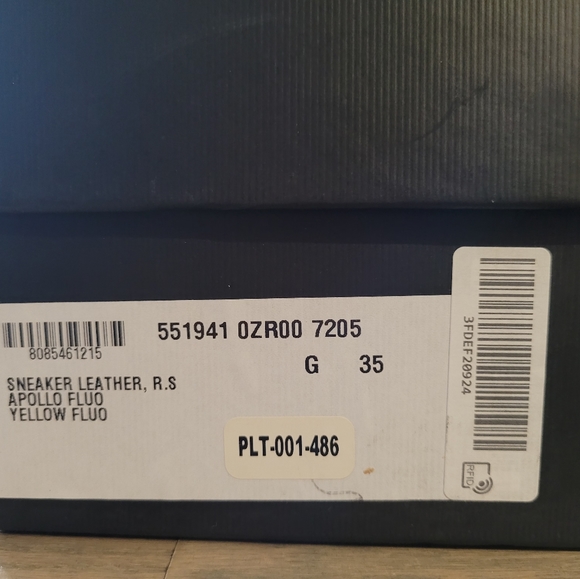 551941 0ZR00 7205
G 35
8085461215
SNEAKER LEATHER, R.S
APOLLO FLUO
YELLOW FLUO
PLT-001-486
3FDEF20924
RFID